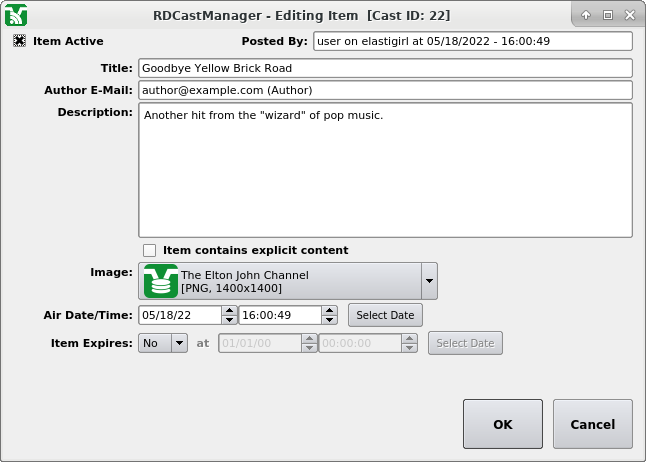 RDCastManager - Editing Item [Cast ID: 22]
Item Active Posted By: user on elastigirl at 05/18/2022 - 16:00:49
Title: Goodbye Yellow Brick Road
Author E-Mail: author@example.com (Author)
Description: Another hit from the "wizard" of pop music.
Item contains explicit content
Image: The Elton John Channel
[PNG, 1400x1400]
Air Date/Time: 05/18/22 16:00:49 Select Date
Item Expires: No at 01/01/00 00:00:00 Select Date
OK Cancel